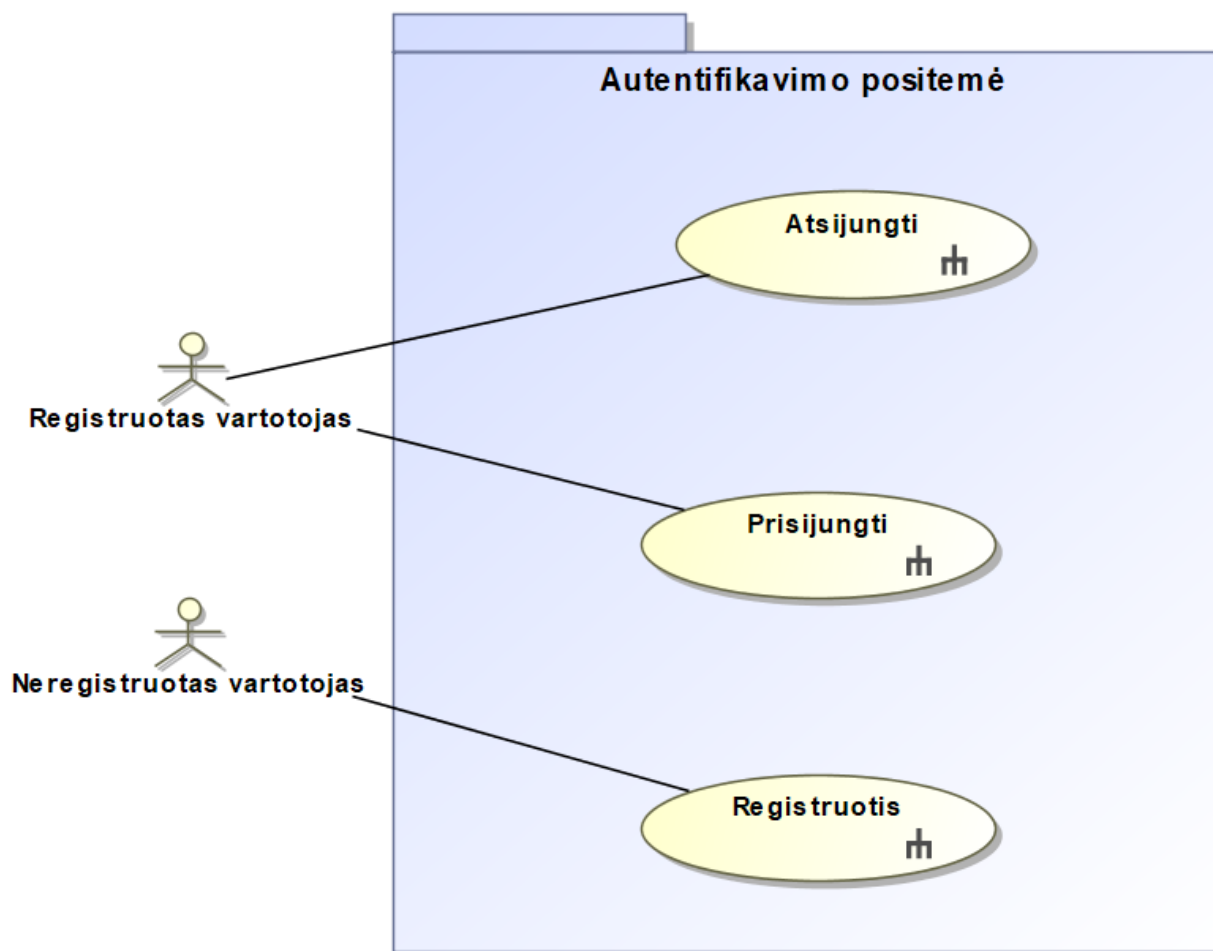 Autentifikavimo positemė
Atsijungti
Registruotas vartotojas
Prisijungti
Neregistruotas vartotojas
Registruotis